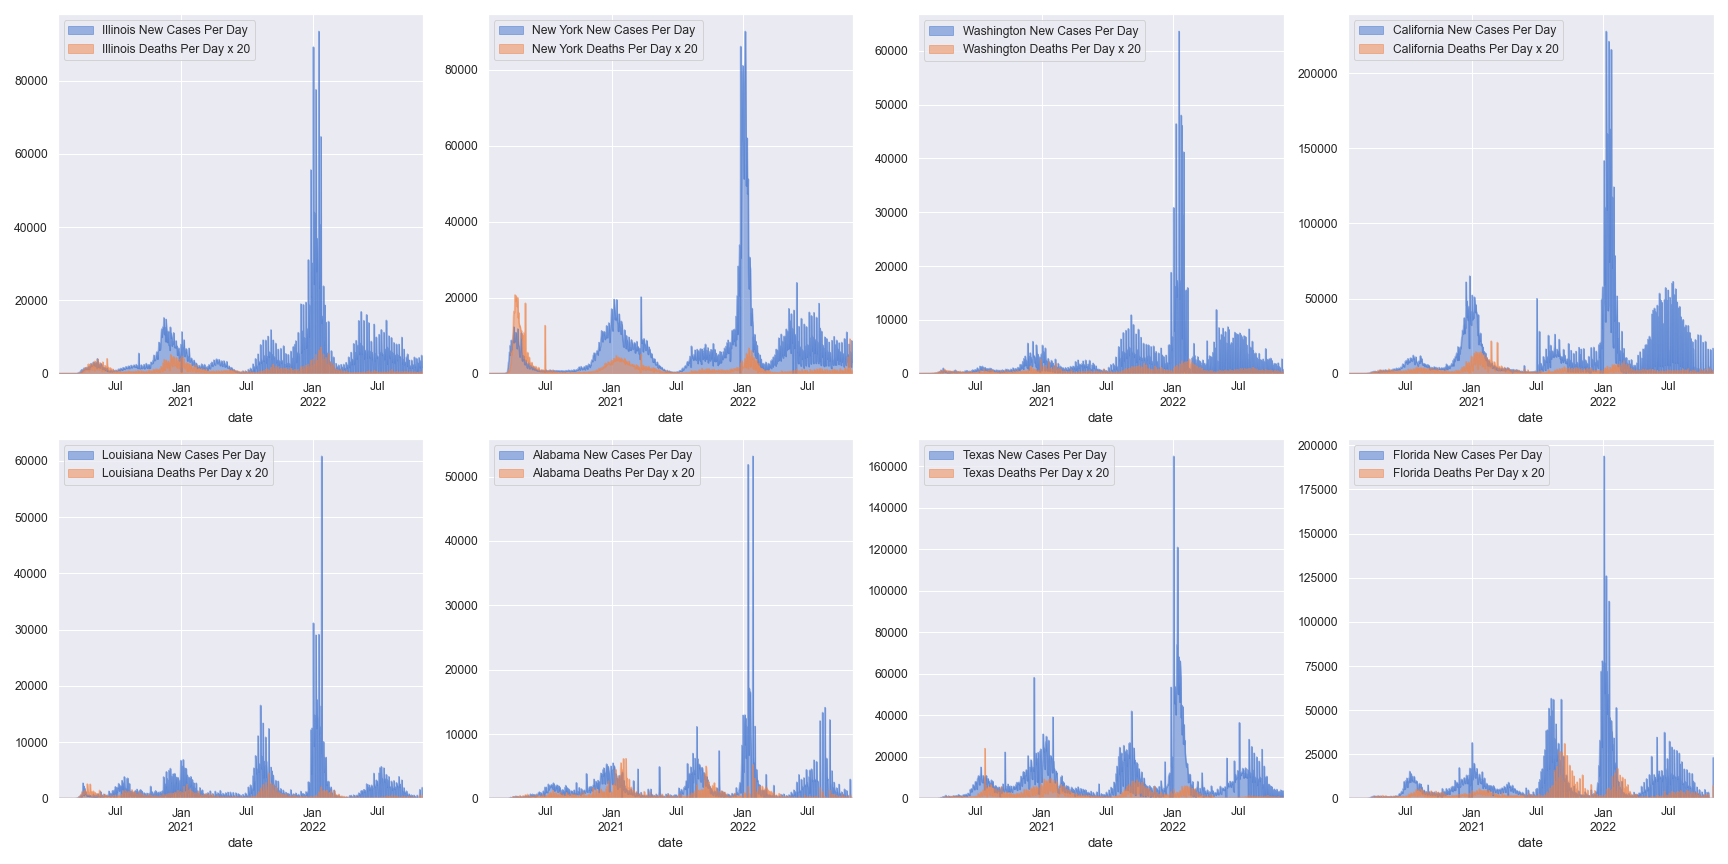 Illinois New Cases Per Day
Illinois Deaths Per Day x 20
80000
60000
40000
20000
0
Jul
Jan
2021
Jul
Jan
2022
Jul
date
New York New Cases Per Day
New York Deaths Per Day x 20
80000
60000
40000
20000
0
Jul
Jan
2021
Jul
Jan
2022
Jul
date
Washington New Cases Per Day
Washington Deaths Per Day x 20
60000
50000
40000
30000
20000
10000
0
Jul
Jan
2021
Jul
Jan
2022
Jul
date
California New Cases Per Day
California Deaths Per Day x 20
200000
150000
100000
50000
0
Jul
Jan
2021
Jul
Jan
2022
Jul
date
Louisiana New Cases Per Day
Louisiana Deaths Per Day x 20
60000
50000
40000
30000
20000
10000
0
Jul
Jan
2021
Jul
Jan
2022
Jul
date
Alabama New Cases Per Day
Alabama Deaths Per Day x 20
50000
40000
30000
20000
10000
0
Jul
Jan
2021
Jul
Jan
2022
Jul
date
Texas New Cases Per Day
Texas Deaths Per Day x 20
160000
140000
120000
100000
80000
60000
40000
20000
0
Jul
Jan
2021
Jul
Jan
2022
Jul
date
Florida New Cases Per Day
Florida Deaths Per Day x 20
200000
175000
150000
125000
100000
75000
50000
25000
0
Jul
Jan
2021
Jul
Jan
2022
Jul
date